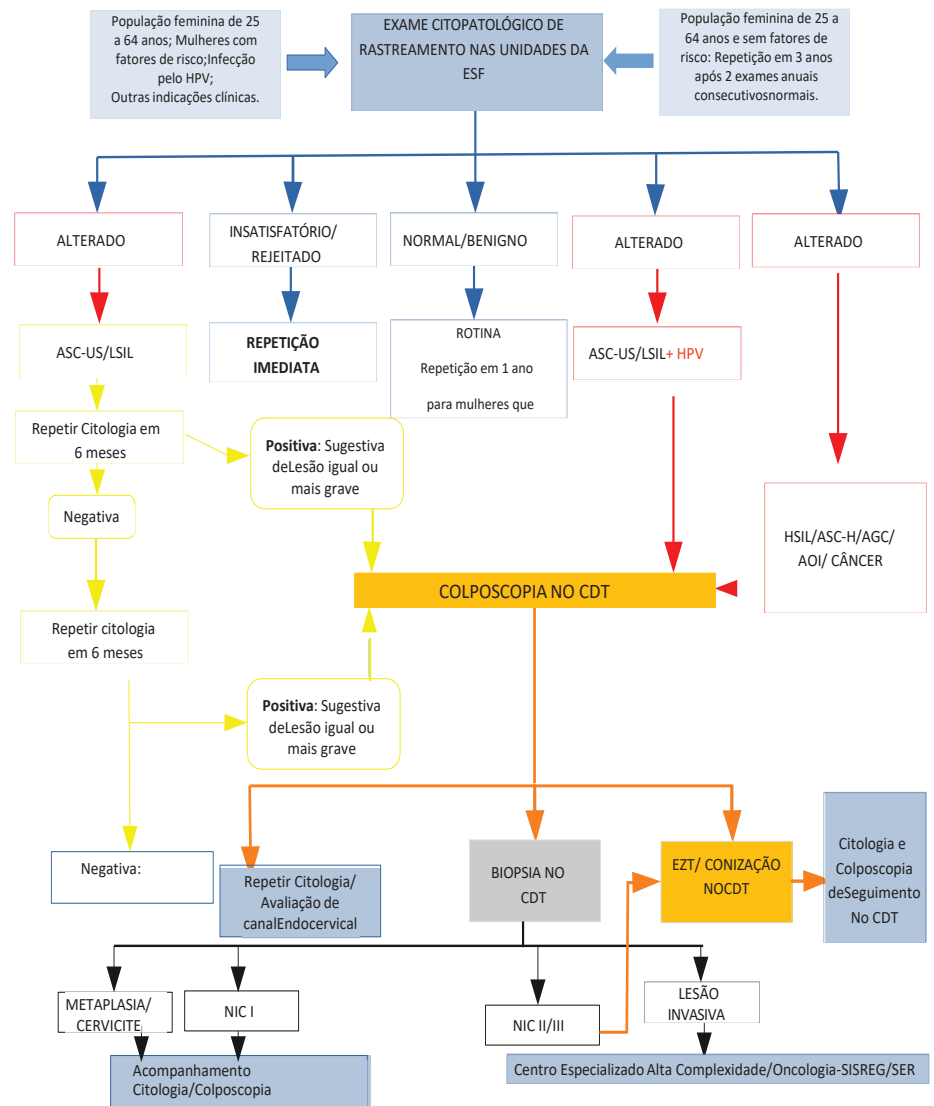 População feminina de 25
a 64 anos; Mulheres com
fatores de risco;Infecção
pelo HPV;
Outras indicações clínicas.
EXAME CITOPATOLÓGICO DE
RASTREAMENTO NAS UNIDADES DA
ESF
População feminina de 25 a
64 anos e sem fatores de
risco: Repetição em 3 anos
após 2 exames anuais
consecutivosnormais.
ALTERADO
INSATISFATÓRIO/
REJEITADO
NORMAL/BENIGNO
ALTERADO
ALTERADO
ASC-US/LSIL
REPETIÇÃO
IMEDIATA
ROTINA
Repetição em 1 ano
para mulheres que
ASC-US/LSIL+ HPV
Repetir Citologia em
6 meses
Positiva: Sugestiva
deLesão igual ou
mais grave
Negativa
HSIL/ASC-H/AGC/
AOI/ CÂNCER
COLPOSCOPIA NO CDT
Repetir citologia
em 6 meses
Positiva: Sugestiva
deLesão igual ou
mais grave
Negativa:
Repetir Citologia/
Avaliação de
canalEndocervical
BIOPSIA NO
CDT
EZT/ CONIZAÇÃO
NOCDT
Citologia e
Colposcopia
deSeguimento
No CDT
METAPLASIA/
CERVICITE
NIC I
NIC II/III
LESÃO
INVASIVA
Acompanhamento
Citologia/Colposcopia
Centro Especializado Alta Complexidade/Oncologia-SISREG/SER